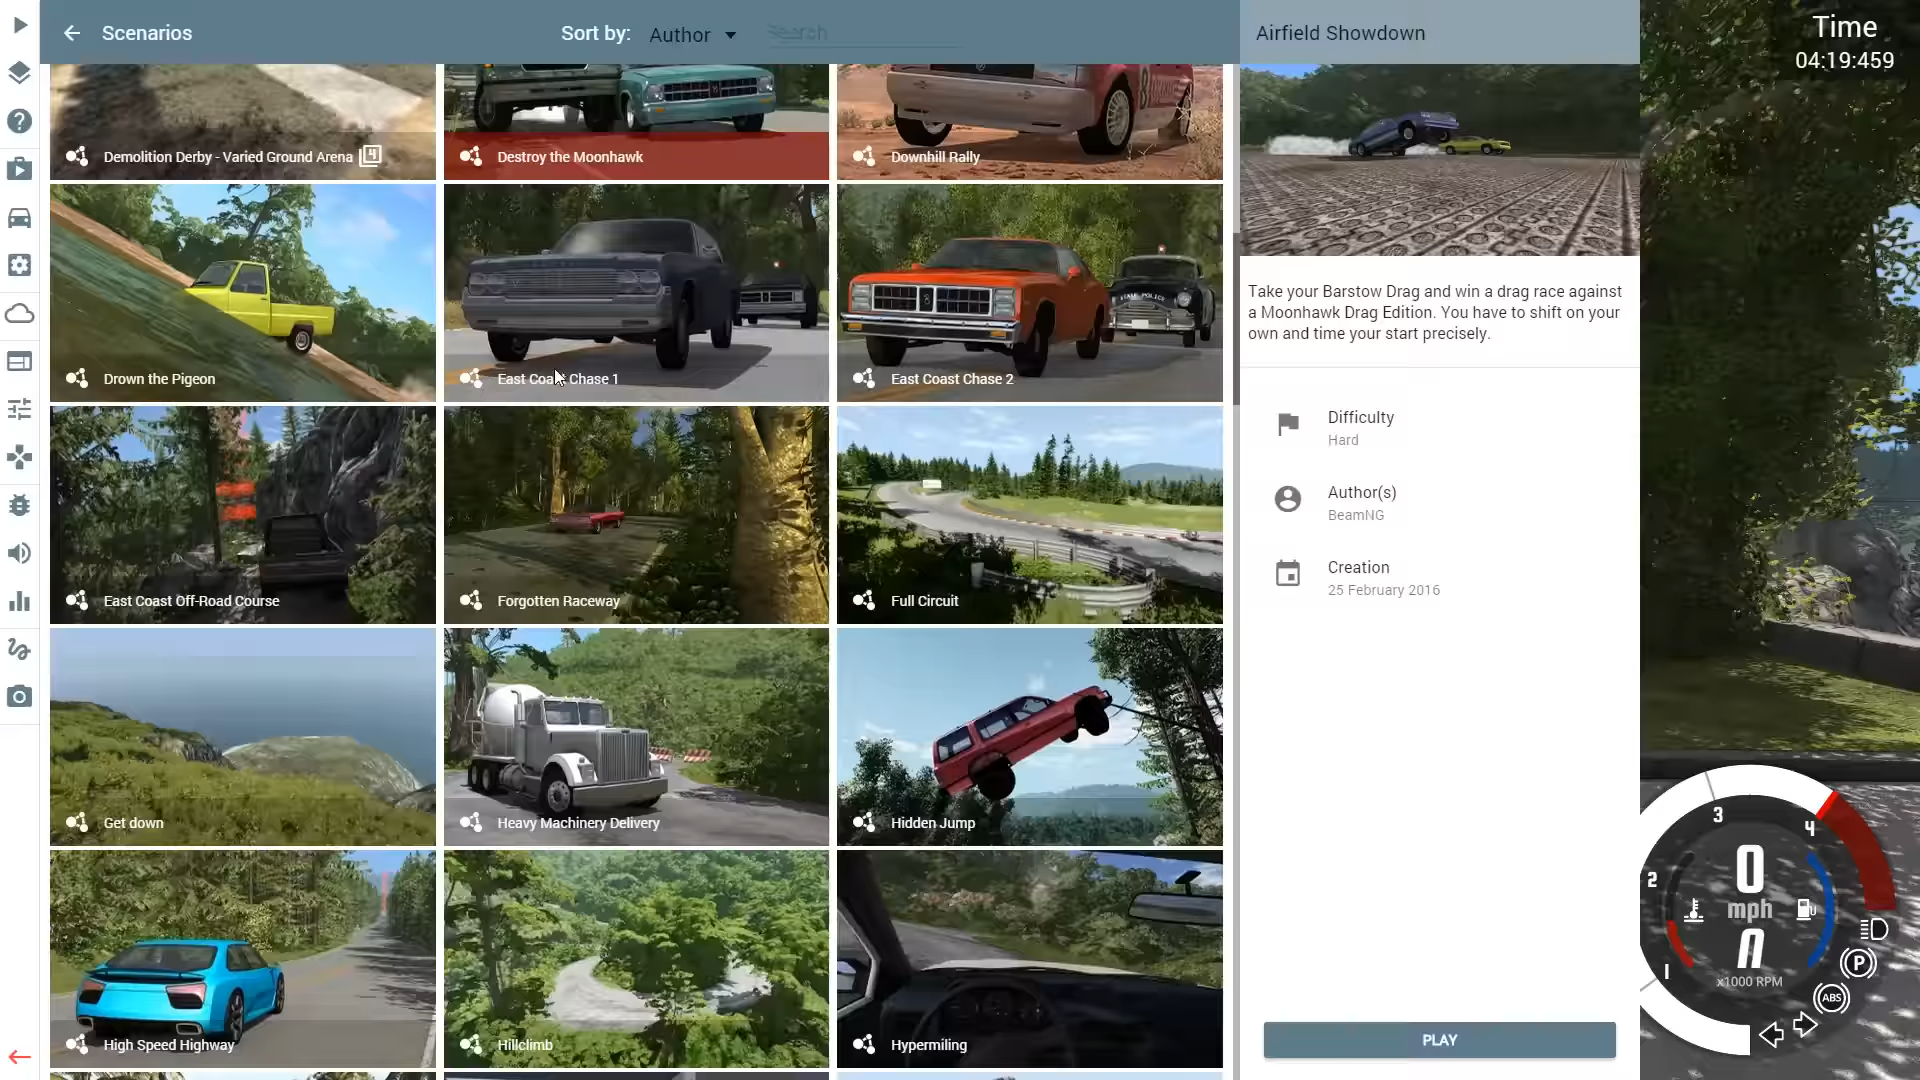 Scenarios
Sort by:
Author
Search
Airfield Showdown
Time
04:19:459
Demolition Derby - Varied Ground Arena
4
Destroy the Moonhawk
Downhill Rally
Drown the Pigeon
East Coast Chase 1
STATE POLICE
East Coast Chase 2
East Coast Off-Road Course
Forgotten Raceway
Full Circuit
Get down
Heavy Machinery Delivery
Hidden Jump
High Speed Highway
Hillclimb
Hypermiling
Take your Barstow Drag and win a drag race against
a Moonhawk Drag Edition. You have to shift on your
own and time your start precisely.
Difficulty
Hard
Author(s)
BeamNG
Creation
25 February 2016
PLAY
1
2
3
4
0
mph
n
x1000 RPM
P
ABS